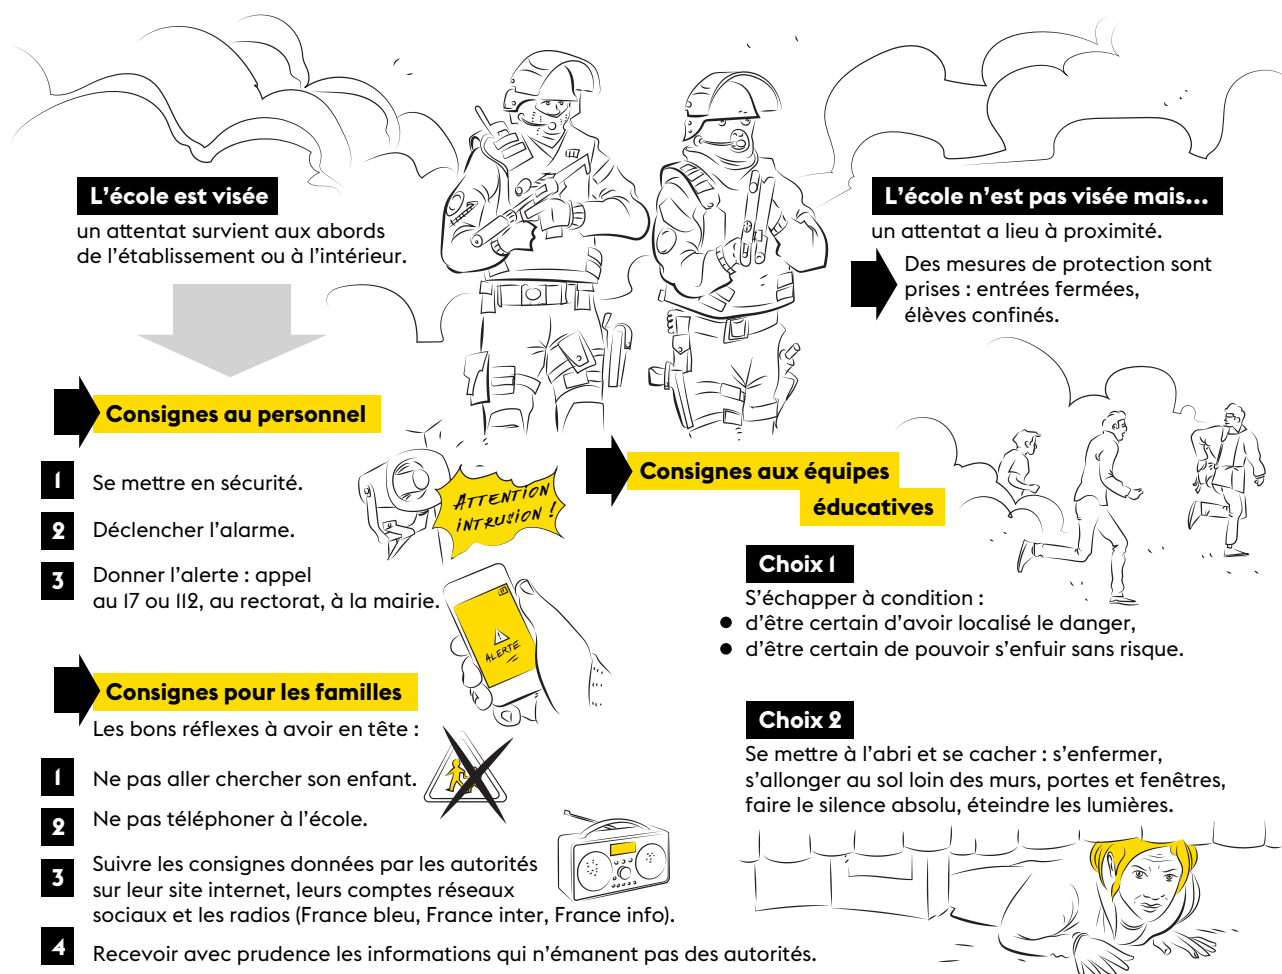 L'école est visée
un attentat survient aux abords
de l'établissement ou à l'intérieur.
L'école n'est pas visée mais...
un attentat a lieu à proximité.
Des mesures de protection sont
prises : entrées fermées,
élèves confinés.
Consignes au personnel
1 Se mettre en sécurité.
2 Déclencher l'alarme.
3 Donner l'alerte : appel
au 17 ou 112, au rectorat, à la mairie.
ATTENTION
INTRUSION !
ALERTE
Consignes pour les familles
Les bons réflexes à avoir en tête :
1 Ne pas aller chercher son enfant.
2 Ne pas téléphoner à l'école.
3 Suivre les consignes données par les autorités
sur leur site internet, leurs comptes réseaux
sociaux et les radios (France bleu, France inter, France info).
4 Recevoir avec prudence les informations qui n'émanent pas des autorités.
Consignes aux équipes
éducatives
Choix 1
S'échapper à condition :
● d'être certain d'avoir localisé le danger,
● d'être certain de pouvoir s'enfuir sans risque.
Choix 2
Se mettre à l'abri et se cacher : s'enfermer,
s'allonger au sol loin des murs, portes et fenêtres,
faire le silence absolu, éteindre les lumières.